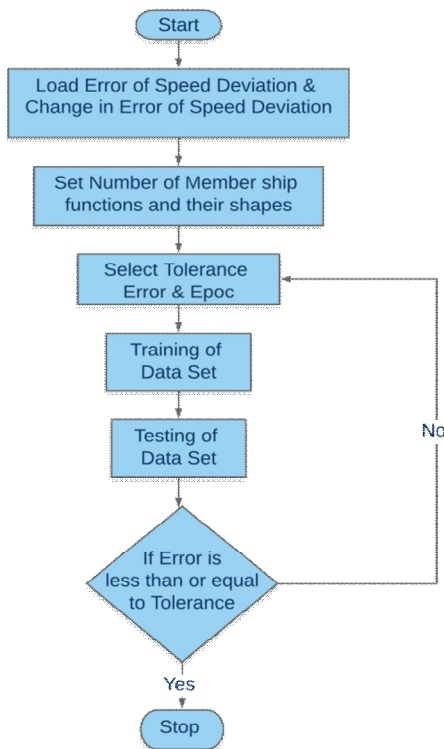 Start
Load Error of Speed Deviation &
Change in Error of Speed Deviation
Set Number of Member ship
functions and their shapes
Select Tolerance
Error & Epoc
Training of
Data Set
Testing of
Data Set
No
If Error is
less than or equal
to Tolerance
Yes
Stop